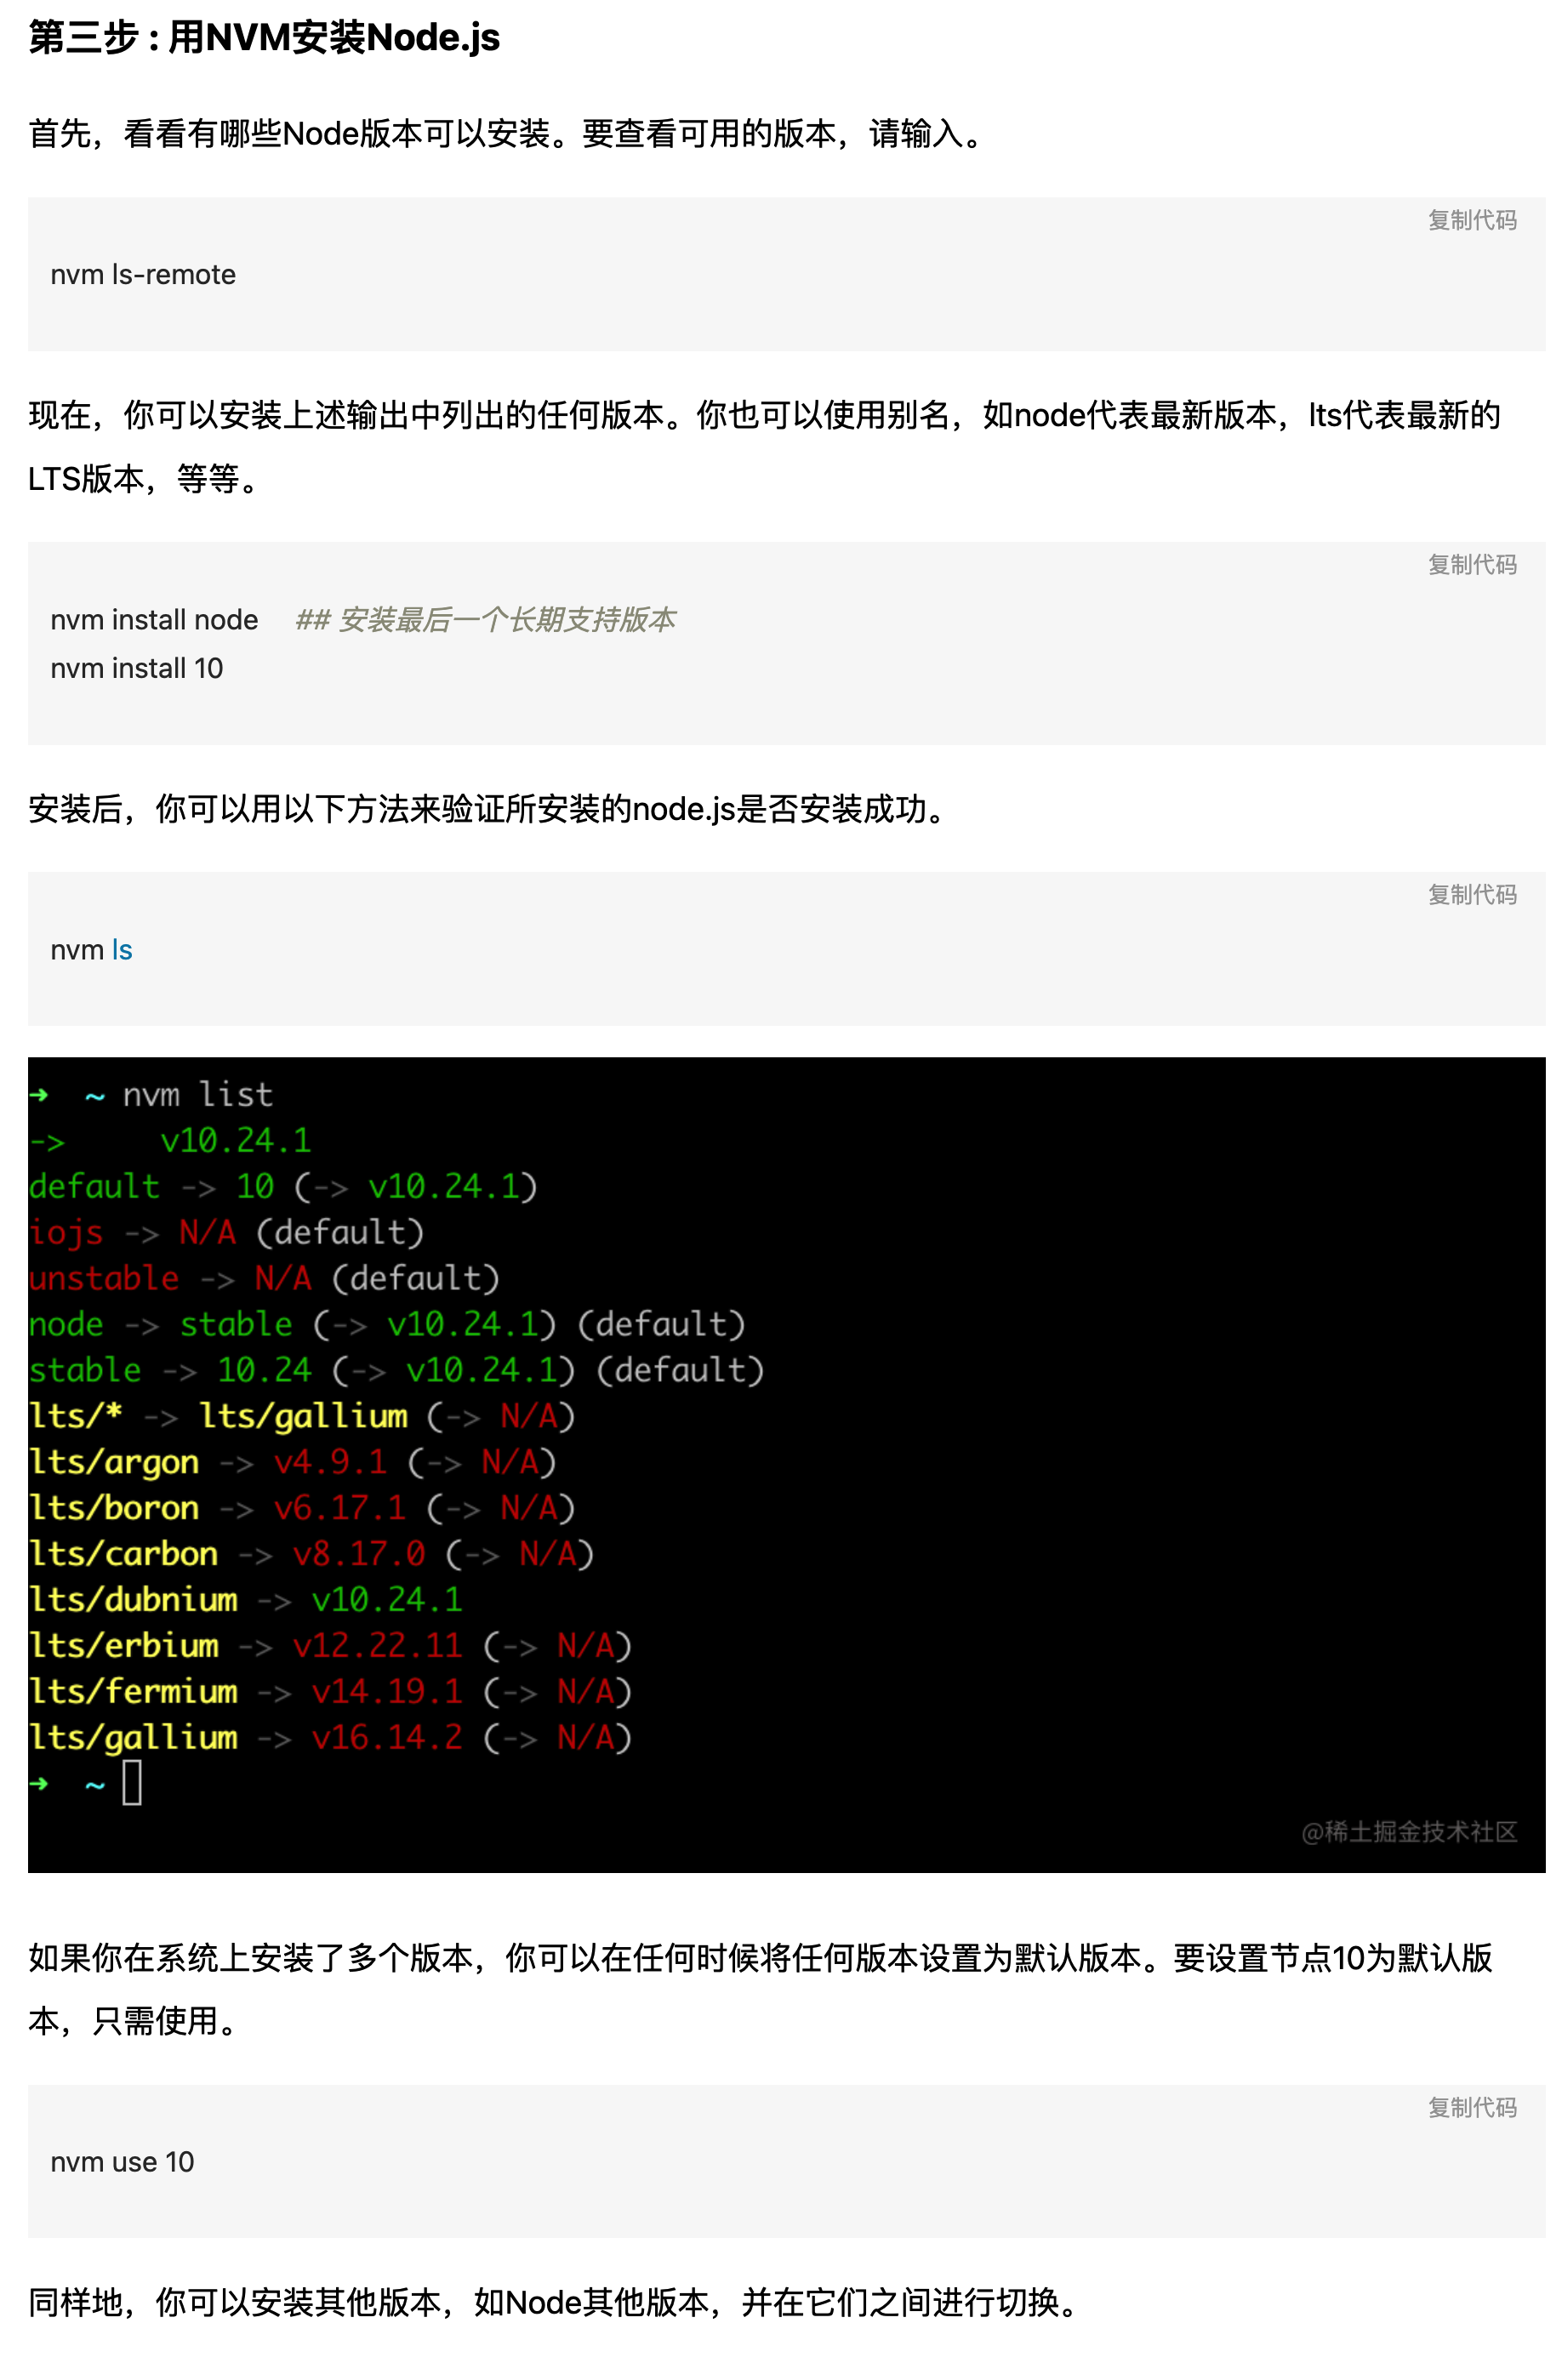 第三步 : 用NVM安装Node.js
首先，看看有哪些Node版本可以安装。要查看可用的版本，请输入。
复制代码
nvm ls-remote
现在，你可以安装上述输出中列出的任何版本。你也可以使用别名，如node代表最新版本，lts代表最新的
LTS版本，等等。
复制代码
nvm install node ## 安装最后一个长期支持版本
nvm install 10
安装后，你可以用以下方法来验证所安装的node.js是否安装成功。
复制代码
nvm ls
➜ ~ nvm list
-> v10.24.1
default -> 10 (-> v10.24.1)
iojs -> N/A (default)
unstable -> N/A (default)
node -> stable (-> v10.24.1) (default)
stable -> 10.24 (-> v10.24.1) (default)
lts/* -> lts/gallium (-> N/A)
lts/argon -> v4.9.1 (-> N/A)
lts/boron -> v6.17.1 (-> N/A)
lts/carbon -> v8.17.0 (-> N/A)
lts/dubnium -> v10.24.1
lts/erbium -> v12.22.11 (-> N/A)
lts/fermium -> v14.19.1 (-> N/A)
lts/gallium -> v16.14.2 (-> N/A)
➜ ~
@稀土掘金技术社区
如果你在系统上安装了多个版本，你可以在任何时候将任何版本设置为默认版本。要设置节点10为默认版
本，只需使用。
复制代码
nvm use 10
同样地，你可以安装其他版本，如Node其他版本，并在它们之间进行切换。